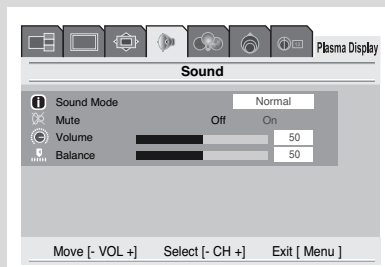 Plasma Display
Sound
Sound Mode Normal
Mute Off On
Volume 50
Balance 50
Move [- VOL +] Select [- CH +] Exit [ Menu ]